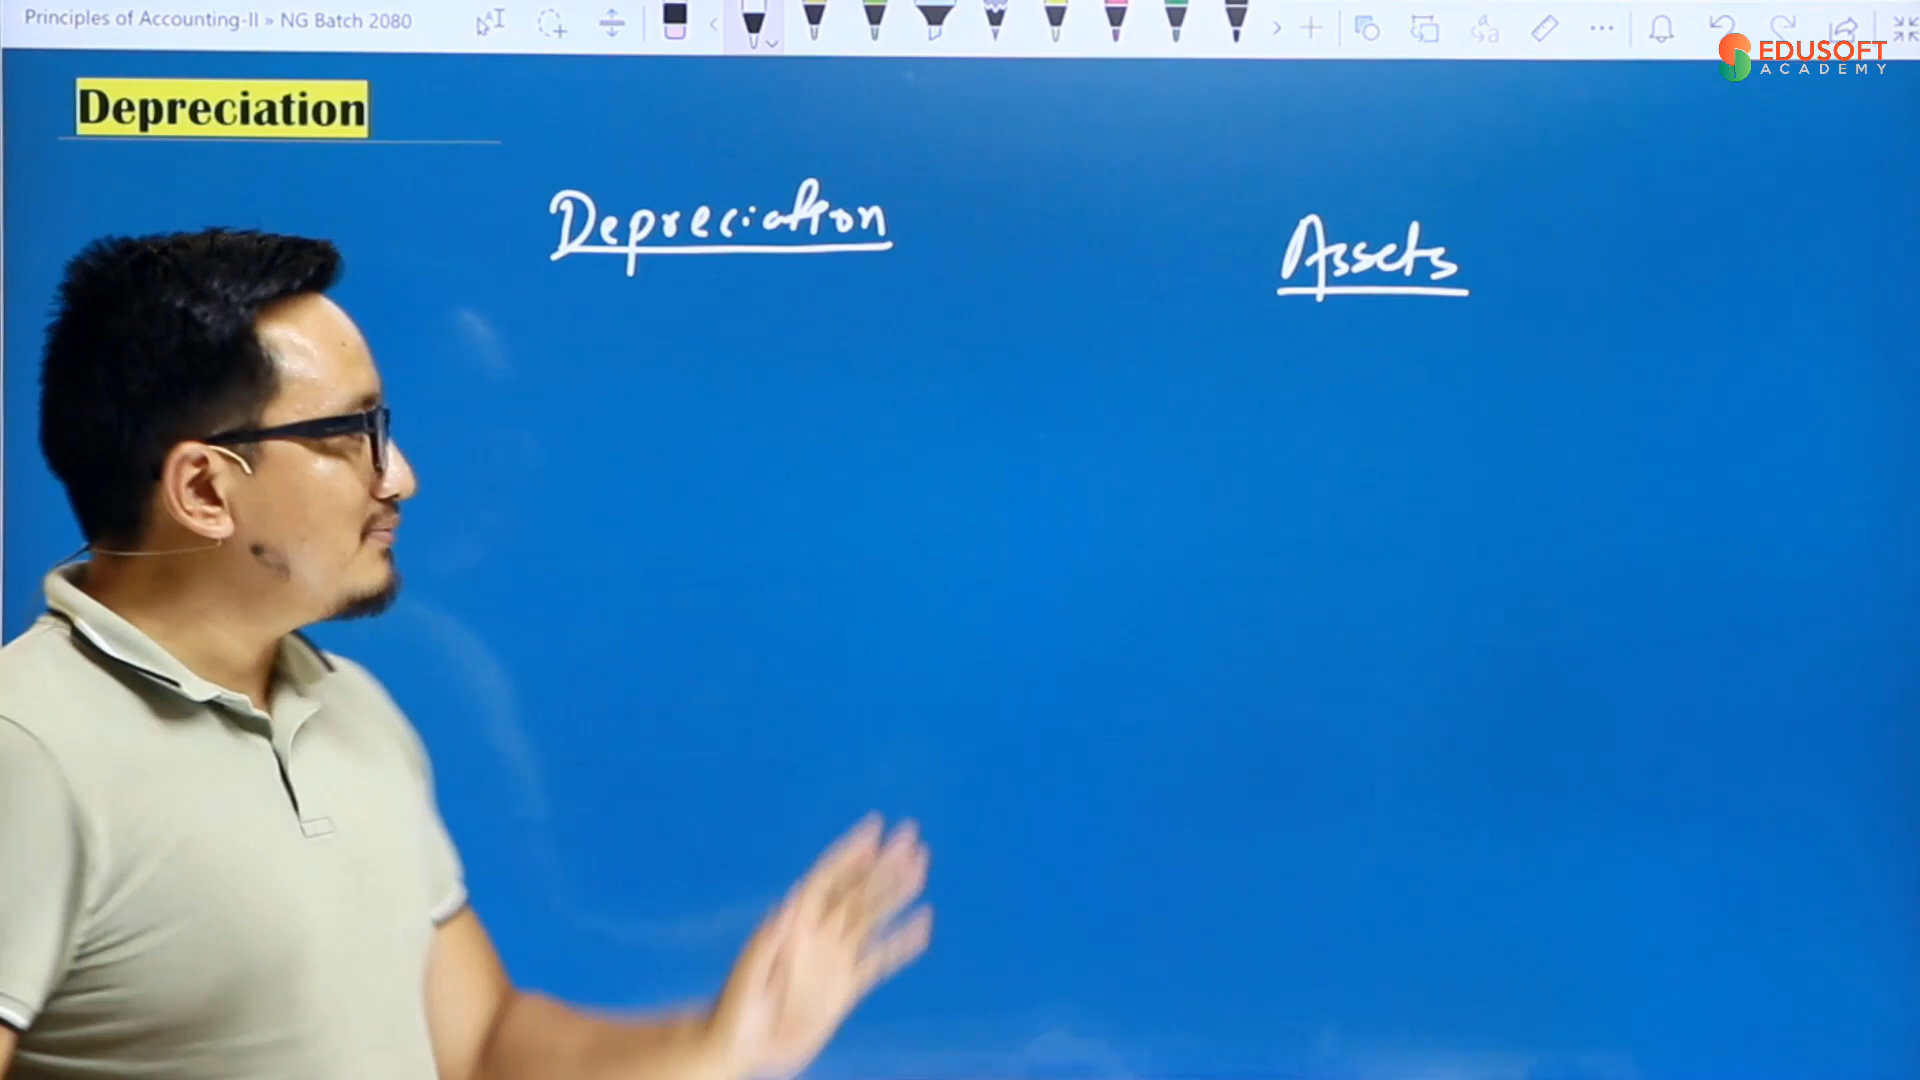 Principles of Accounting-II » NG Batch 2080
EDUSOFT
ACADEMY
Depreciation
Depreciation
Assets